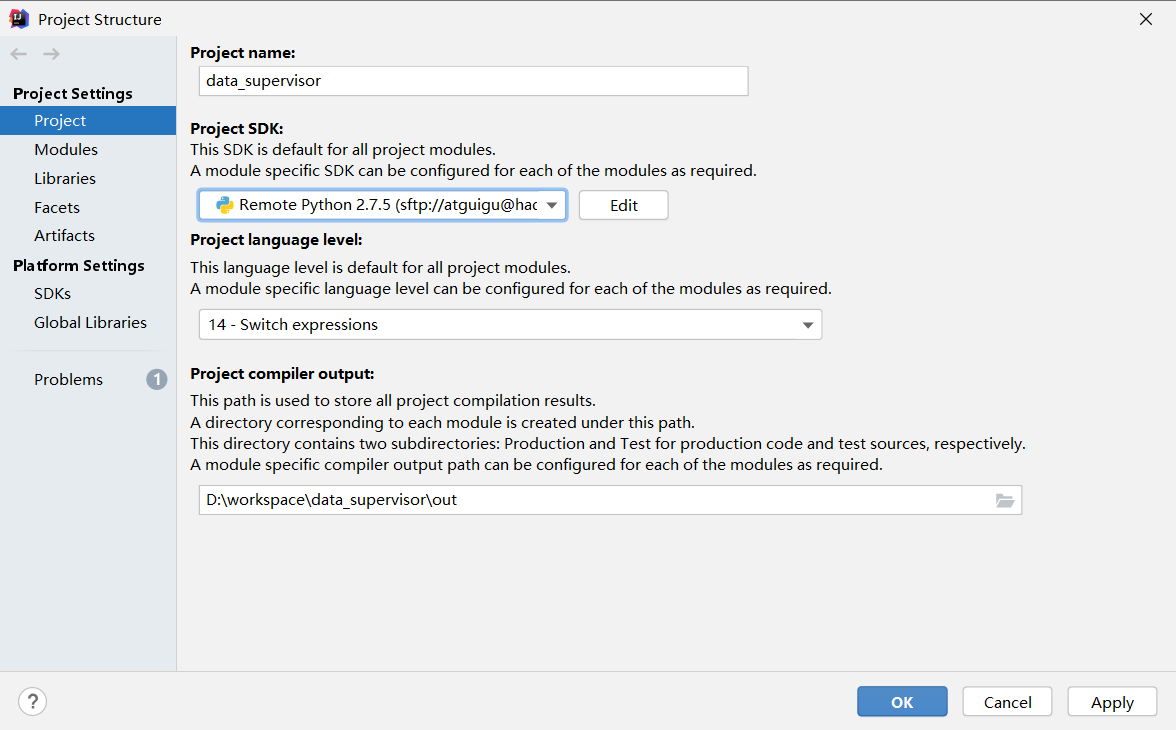 Project Structure
Project Settings
Project
Modules
Libraries
Facets
Artifacts
Platform Settings
SDKs
Global Libraries
Problems
1
Project name:
data_supervisor
Project SDK:
This SDK is default for all project modules.
A module specific SDK can be configured for each of the modules as required.
Remote Python 2.7.5 (sftp://atguigu@hac
Edit
Project language level:
This language level is default for all project modules.
A module specific language level can be configured for each of the modules as required.
14 - Switch expressions
Project compiler output:
This path is used to store all project compilation results.
A directory corresponding to each module is created under this path.
This directory contains two subdirectories: Production and Test for production code and test sources, respectively.
A module specific compiler output path can be configured for each of the modules as required.
D:\workspace\data_supervisor\out
?
OK
Cancel
Apply